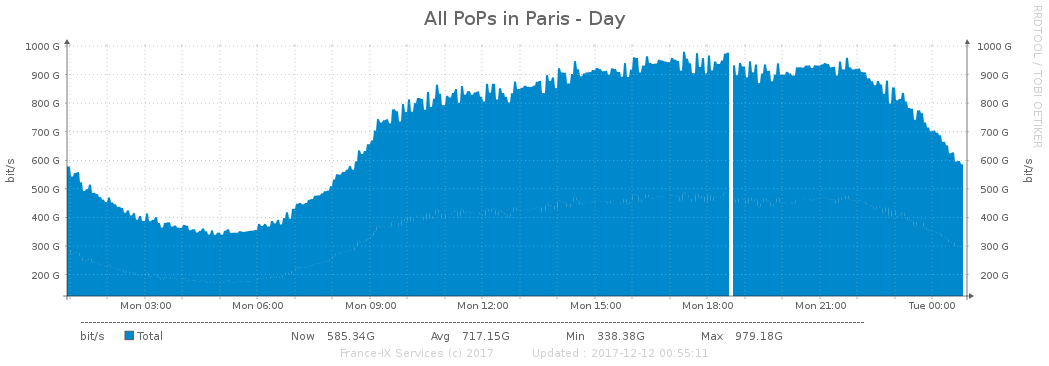 All PoPs in Paris - Day
RRDTOOL / TOBI OETIKER
1000 G 1000 G
900 G 900 G
800 G 800 G
700 G 700 G
600 G 600 G
500 G 500 G
400 G 400 G
300 G 300 G
200 G 200 G
bit/s bit/s
Mon 03:00 Mon 06:00 Mon 09:00 Mon 12:00 Mon 15:00 Mon 18:00 Mon 21:00 Tue 00:00
bit/s Total Now 585.34G Avg 717.15G Min 338.38G Max 979.18G
France-IX Services (c) 2017 Updated : 2017-12-12 00:55:11